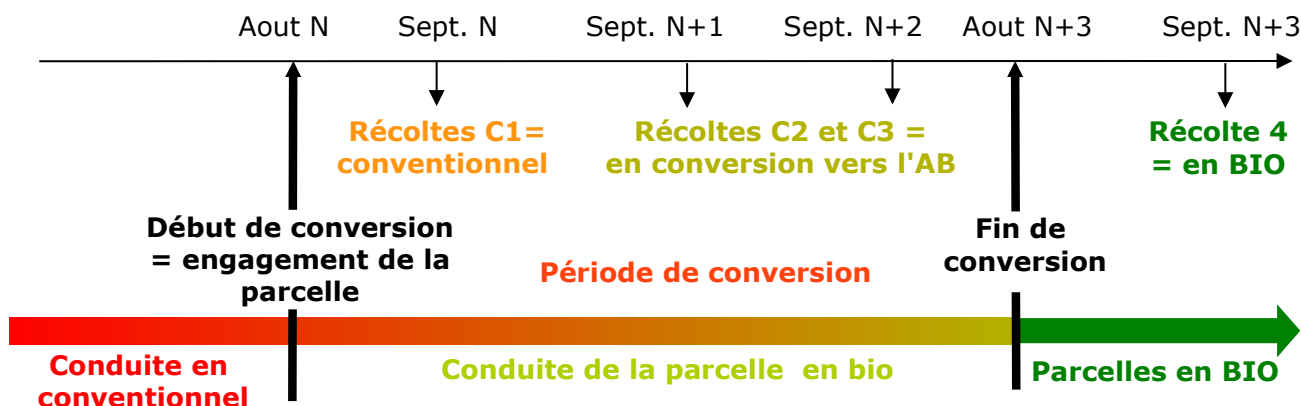 Aout N
Sept. N
Sept. N+1
Sept. N+2
Aout N+3
Sept. N+3
Récoltes C1=
conventionnel
Récoltes C2 et C3 =
en conversion vers l'AB
Récolte 4
= en BIO
Début de conversion
= engagement de la
parcelle
Période de conversion
Fin de
conversion
Conduite en
conventionnel
Conduite de la parcelle en bio
Parcelles en BIO